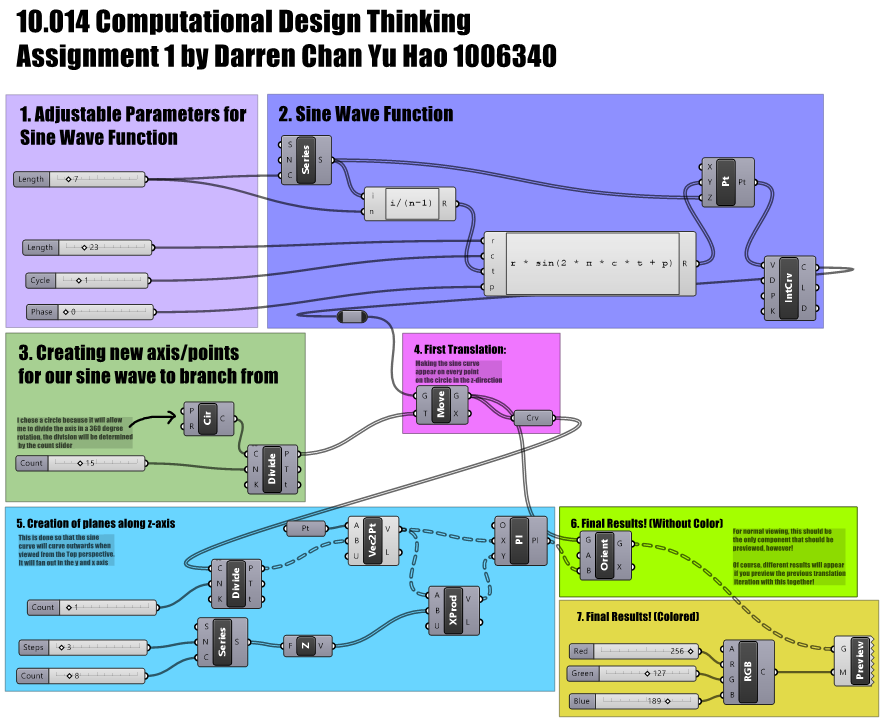 10.014 Computational Design Thinking
Assignment 1 by Darren Chan Yu Hao 1006340
1. Adjustable Parameters for
Sine Wave Function
Length 7
Length 23
Cycle 1
Phase 0
2. Sine Wave Function
S
N
C
Series
S
i
n
i/(n-1)
R
r
c
t
p
r * sin(2 * π * c * t + p)
R
X
Y
Z
Pt
Pt
V
D
P
K
IntCrv
C
L
D
3. Creating new axis/points
for our sine wave to branch from
I chose a circle because it will allow
me to divide the axis in a 360 degree
rotation, the division will be determined
by the count slider
P
R
Cir
C
Count 15
C
N
K
Divide
P
T
t
4. First Translation:
Making the sine curve
appear on every point
on the circle in the z-direction
G
T
Move
G
X
Crv
5. Creation of planes along z-axis
This is done so that the sine
curve will curve outwards when
viewed from the Top perspective.
It will fan out in the y and x axis
Pt
A
B
U
Vec2Pt
V
L
O
X
Y
Pl
Pl
C
N
K
Divide
P
T
t
Count 1
A
B
U
XProd
V
L
Steps 3
Count 8
S
N
C
Series
S
F
Z
V
6. Final Results! (Without Color)
For normal viewing, this should be
the only component that should be
previewed, however!
Of course, different results will appear
if you preview the previous translation
iteration with this together!
G
A
B
Orient
G
X
7. Final Results! (Colored)
Red 256
Green 127
Blue 189
A
R
G
B
RGB
C
G
M
Preview